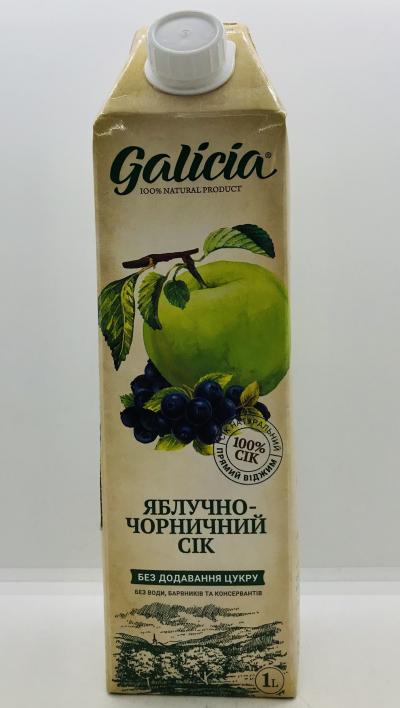 Galicia®
100% NATURAL PRODUCT
СІК НАТУРАЛЬНИЙ
100%
СІК
ПРЯМИЙ ВІДЖИМ
ЯБЛУЧНО-
ЧОРНИЧНИЙ
СІК
БЕЗ ДОДАВАННЯ ЦУКРУ
БЕЗ ВОДИ, БАРВНИКІВ ТА КОНСЕРВАНТІВ
1L